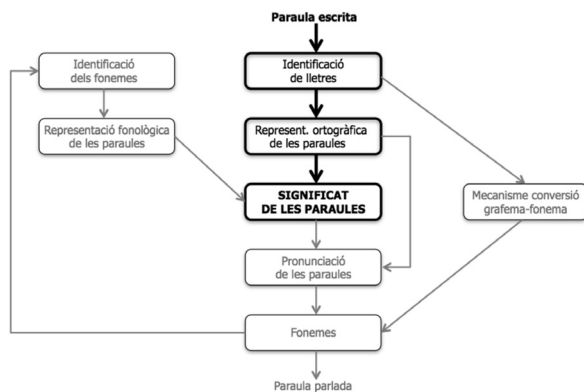 Paraula escrita
Identificació
dels fonemes
Identificació
de lletres
Representació fonològica
de les paraules
Represent. ortogràfica
de les paraules
SIGNIFICAT
DE LES PARAULES
Mecanisme conversió
grafema-fonema
Pronunciació
de les paraules
Fonemes
Paraula parlada